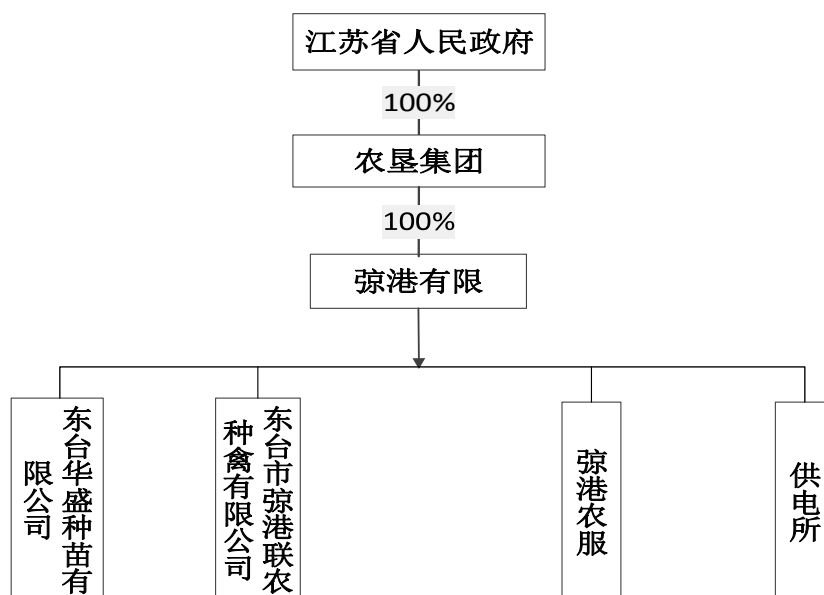 江苏省人民政府
100%
农垦集团
100%
弶港有限
东台华盛种苗有
限公司
东台市弶港联农
种禽有限公司
弶港农服
供电所